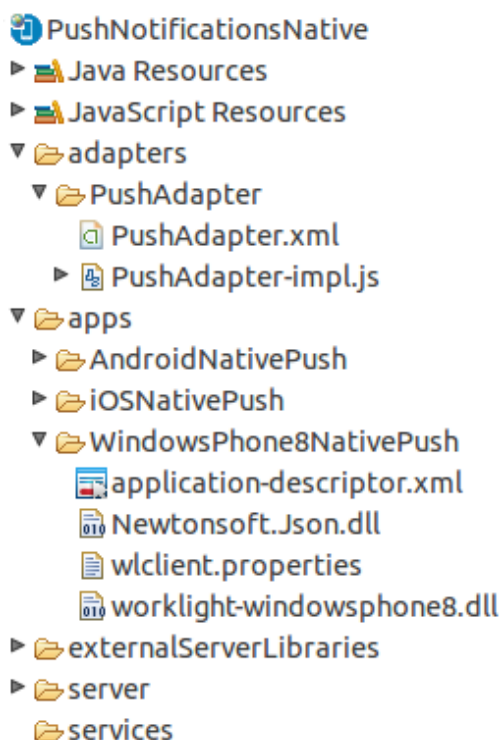 PushNotificationsNative
Java Resources
JavaScript Resources
adapters
PushAdapter
PushAdapter.xml
PushAdapter-impl.js
apps
AndroidNativePush
iOSNativePush
WindowsPhone8NativePush
application-descriptor.xml
Newtonsoft.Json.dll
wlclient.properties
worklight-windowsphone8.dll
externalServerLibraries
server
services